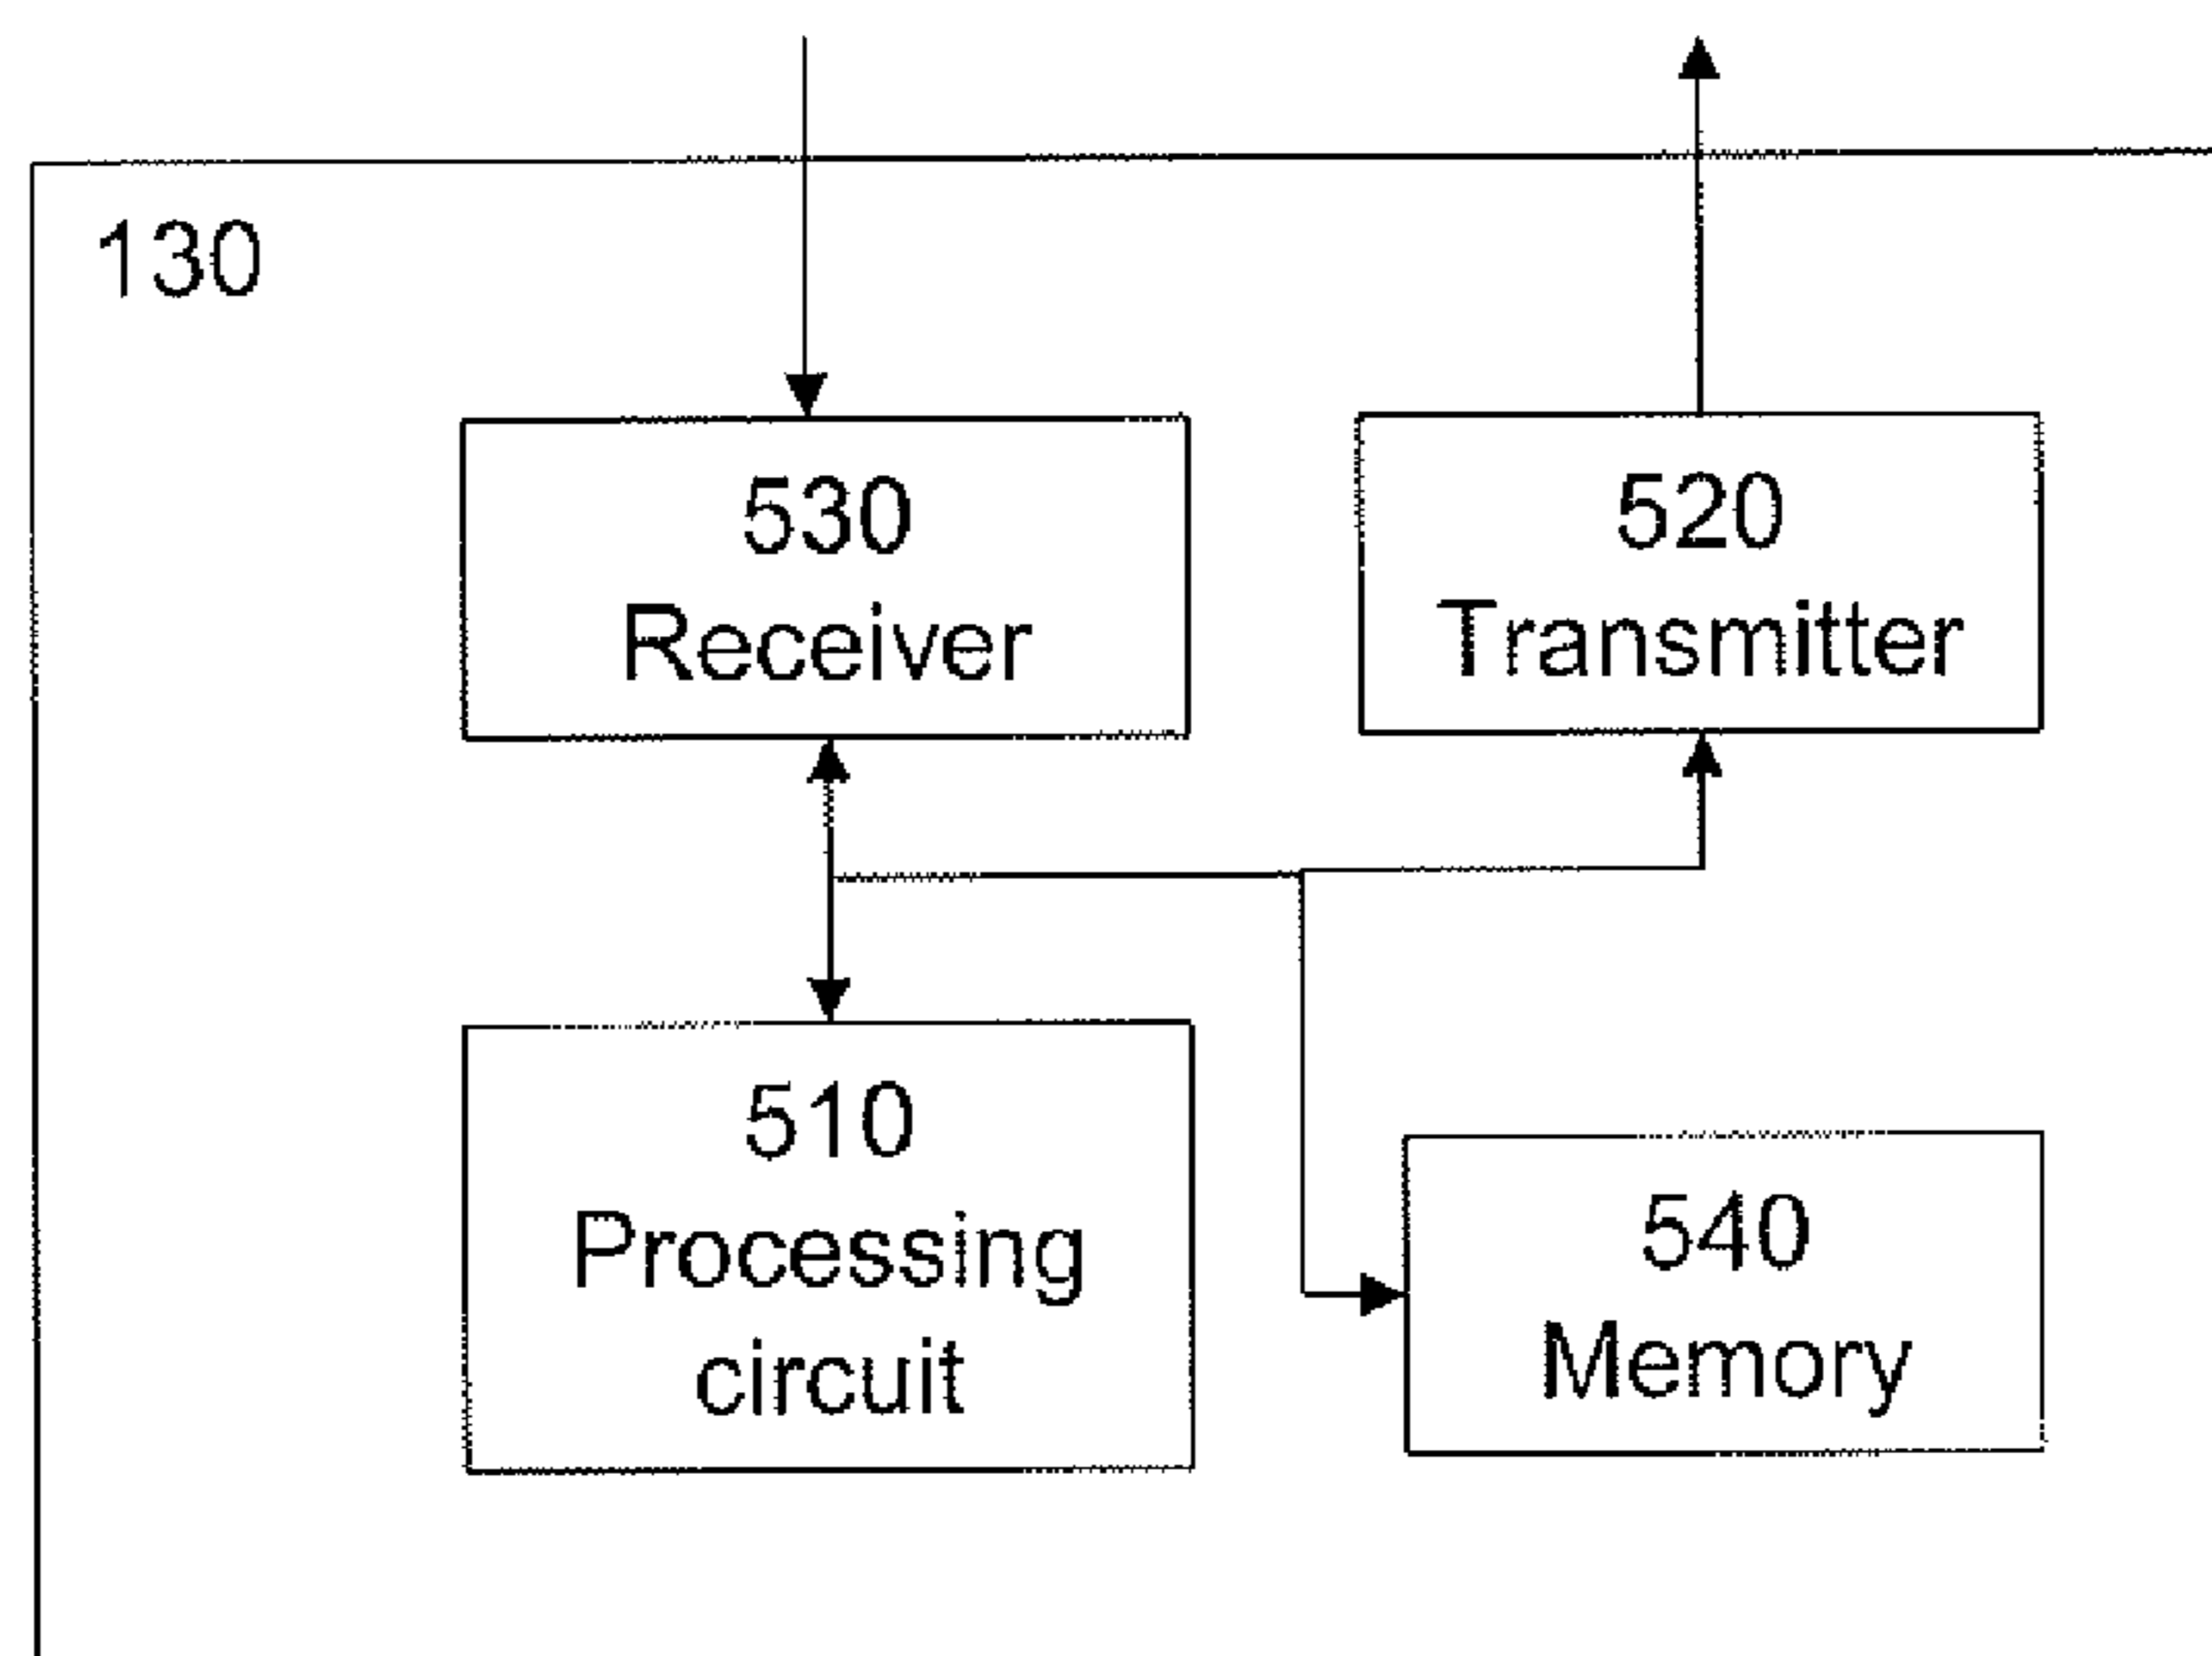 130
530
Receiver
520
Transmitter
510
Processing
circuit
540
Memory